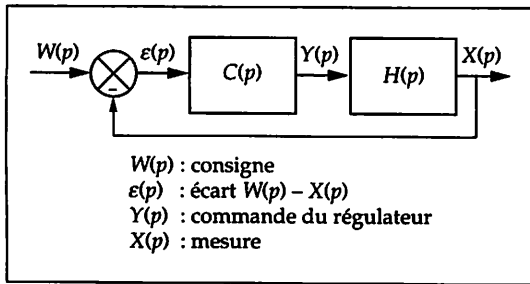 W(p) ε(p) C(p) Y(p) H(p) X(p)
-
W(p) : consigne
ε(p) : écart W(p) – X(p)
Y(p) : commande du régulateur
X(p) : mesure